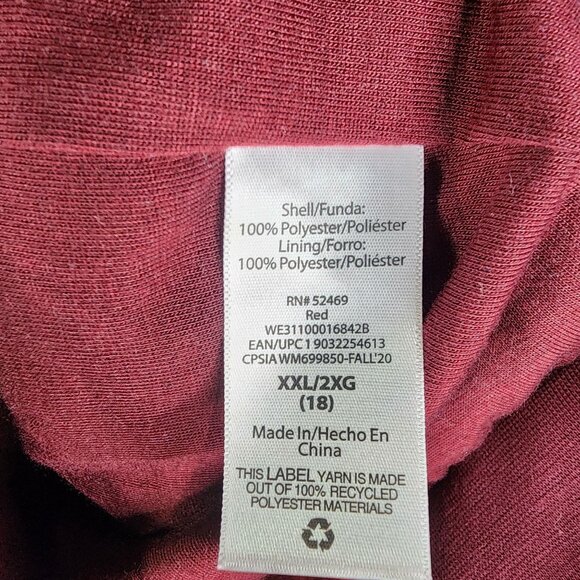 Shell/Funda:
100% Polyester/Poliéster
Lining/Forro:
100% Polyester/Poliéster
RN# 52469
Red
WE31100016842B
EAN/UPC 1 9032254613
CPSIA WM699850-FALL'20
XXL/2XG
(18)
Made In/Hecho En
China
THIS LABEL YARN IS MADE
OUT OF 100% RECYCLED
POLYESTER MATERIALS